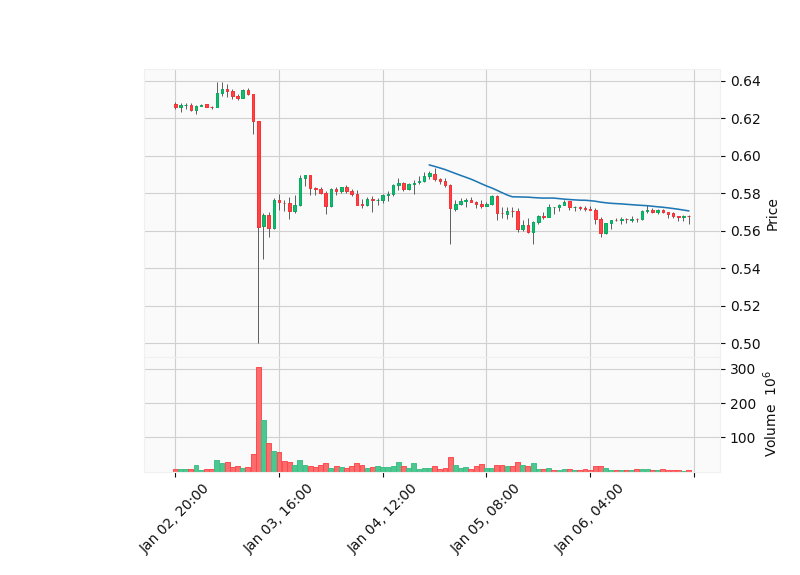 0.64
0.62
0.60
0.58
0.56
0.54
0.52
0.50
Price
300
200
100
Volume 10^6
Jan 02, 20:00
Jan 03, 16:00
Jan 04, 12:00
Jan 05, 08:00
Jan 06, 04:00